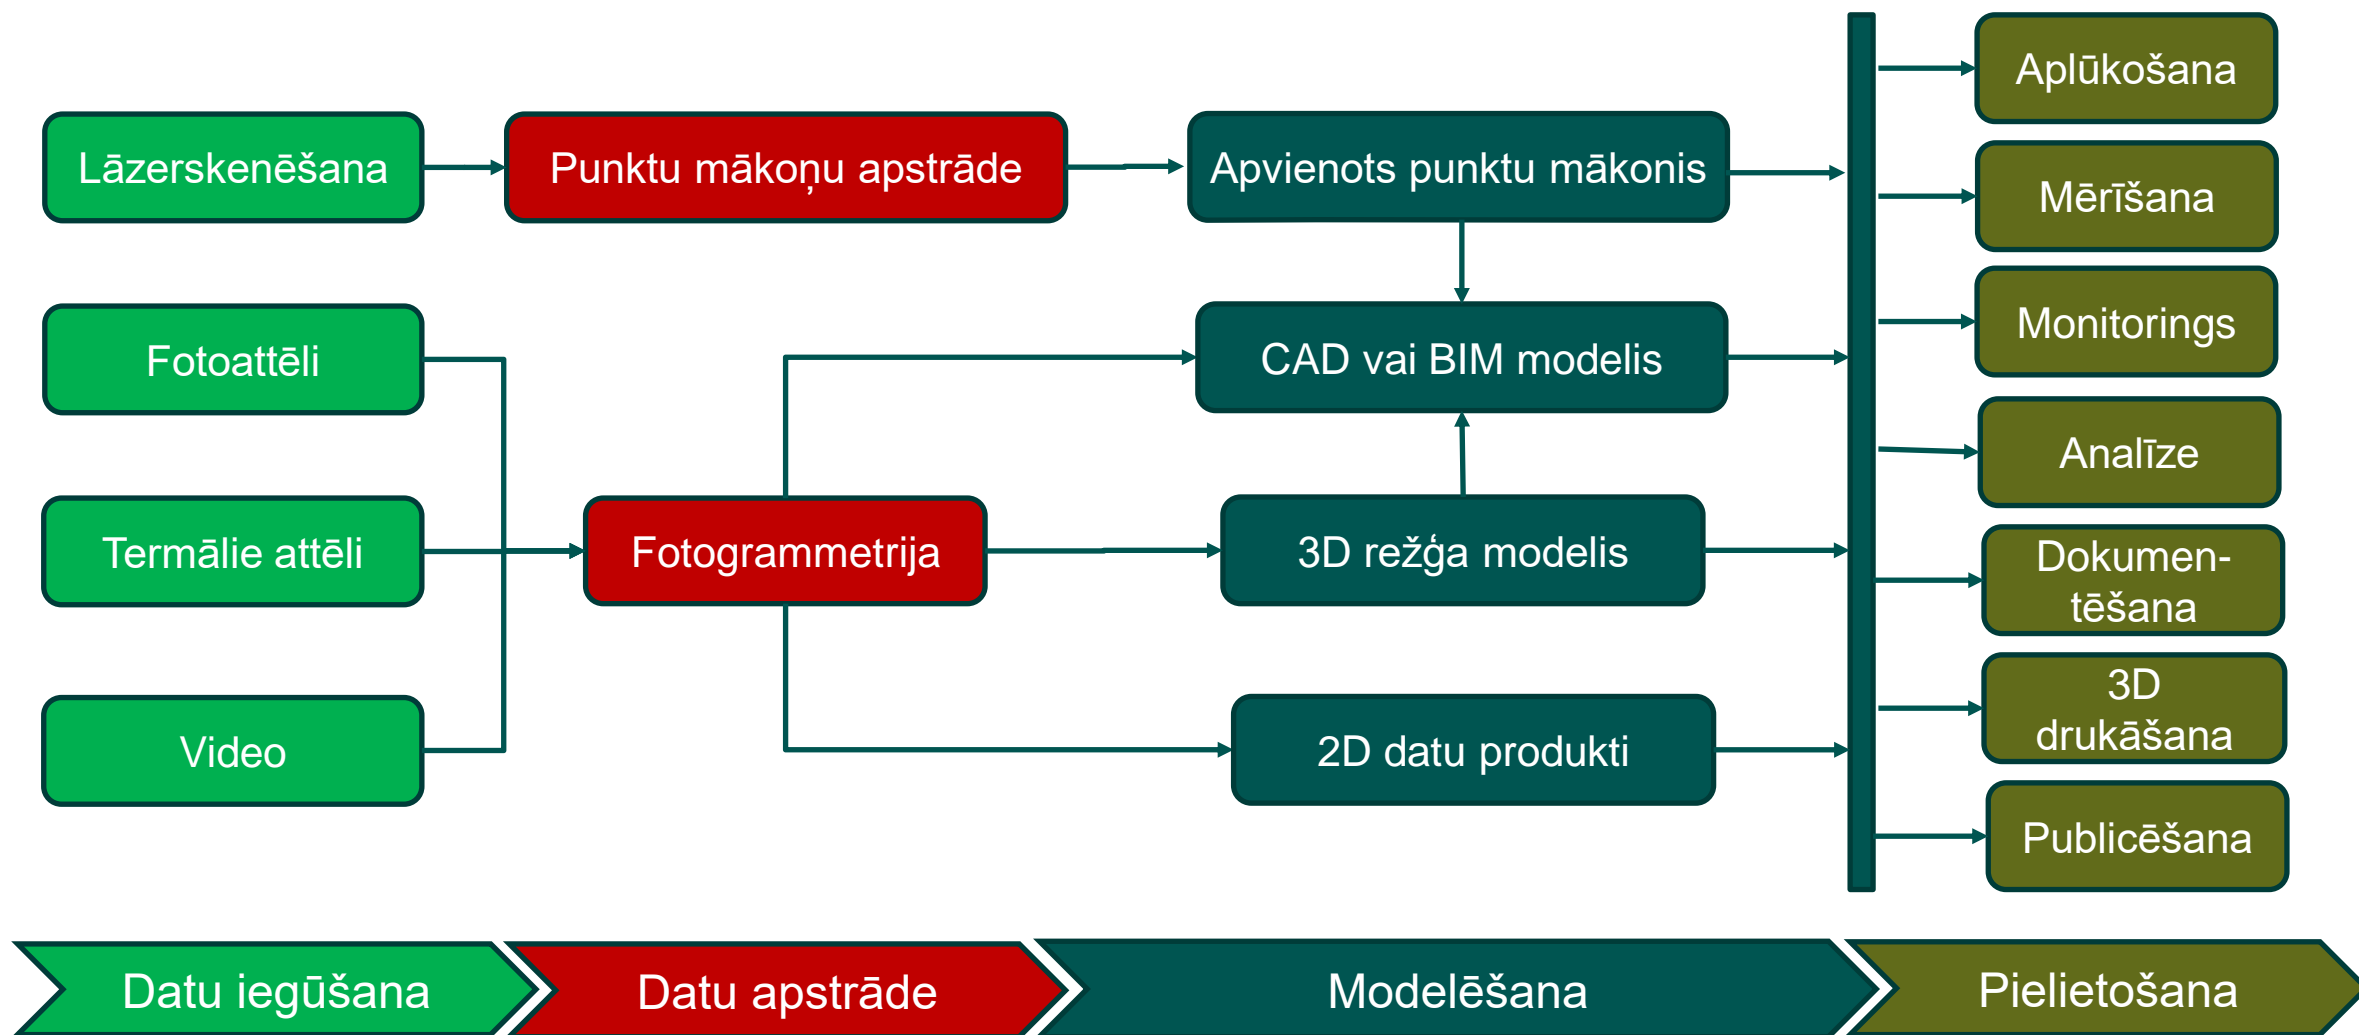 Lāzerskenēšana
Punktu mākoņu apstrāde
Apvienots punktu mākonis
Fotoattēli
CAD vai BIM modelis
Termālie attēli
Fotogrammetrija
3D režģa modelis
Video
2D datu produkti
Aplūkošana
Mērīšana
Monitorings
Analīze
Dokumen-
tēšana
3D
drukāšana
Publicēšana
Datu iegūšana
Datu apstrāde
Modelēšana
Pielietošana